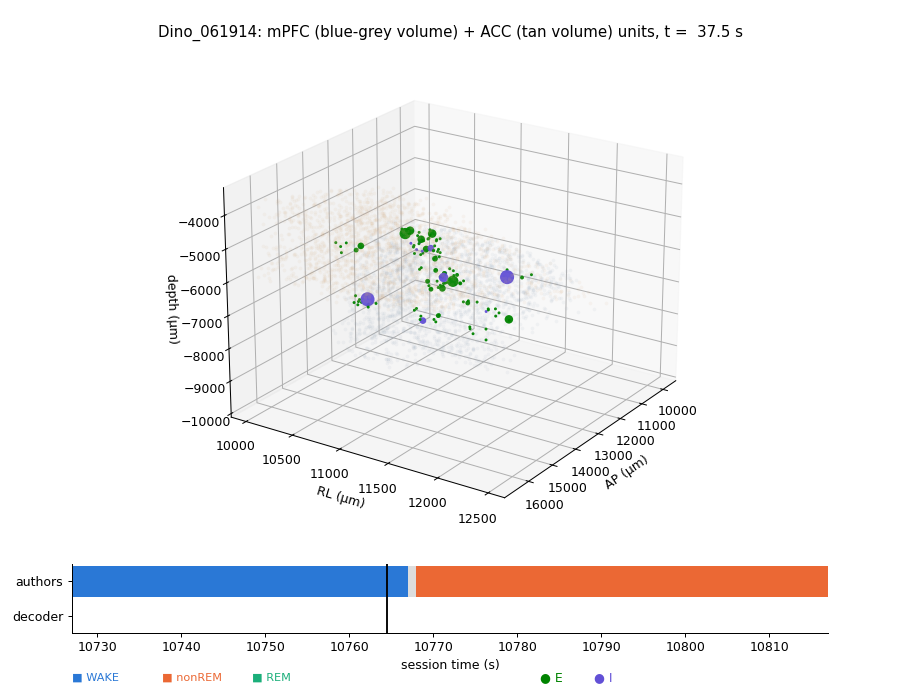 Dino_061914: mPFC (blue-grey volume) + ACC (tan volume) units, t =  37.5 s
−4000
−5000
−6000
−7000
−8000
−9000
−10000
depth (μm)
10000
10500
11000
11500
12000
12500
RL (μm)
10000
11000
12000
13000
14000
15000
16000
AP (μm)
authors
decoder
10730 10740 10750 10760 10770 10780 10790 10800 10810
session time (s)
WAKE nonREM REM E I